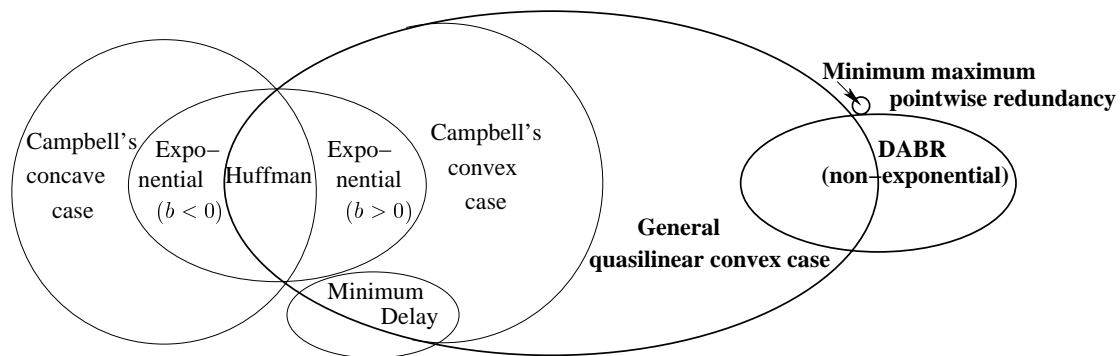 Campbell's
concave
case
Expo–
nential
(b < 0)
Huffman
Expo–
nential
(b > 0)
Campbell's
convex
case
Minimum
Delay
General
quasilinear convex case
Minimum maximum
pointwise redundancy
DABR
(non–exponential)